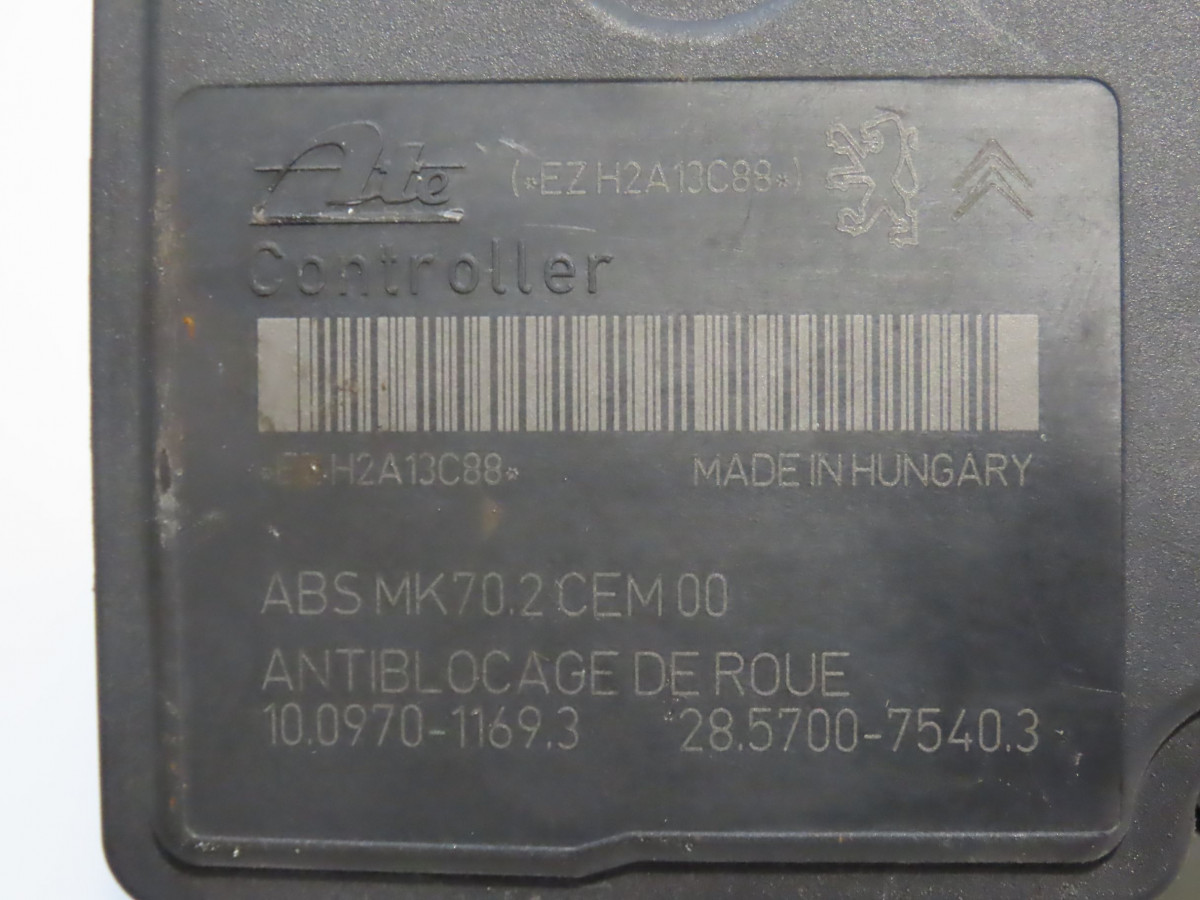 Ate (*EZ H2A13C88*)
Controller
*EZ H2A13C88* MADE IN HUNGARY
ABS MK70.2 CEM 00
ANTIBLOCAGE DE ROUE
10.0970-1169.3 28.5700-7540.3